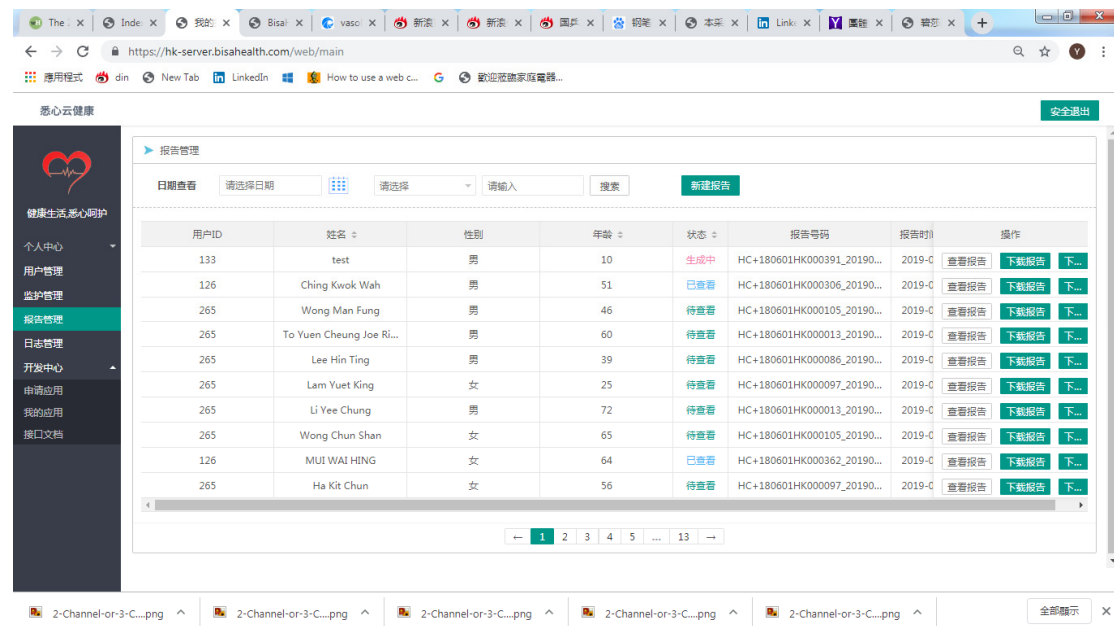 The  Inde  我的  Bisa  vaso  新浪  新浪  国乒  钢笔  本采  Link  碧莎
https://hk-server.bisahealth.com/web/main  Y
應用程式  din  New Tab  LinkedIn  How to use a web c...  歡迎蒞臨家庭電器...
悉心云健康  安全退出
报告管理
日期查看  请选择日期  请选择  请输入  搜索  新建报告
健康生活,悉心呵护
个人中心
用户管理
监护管理
报告管理
日志管理
开发中心
申请应用
我的应用
接口文档
用户ID  姓名  性别  年龄  状态  报告号码  报告时  操作
133  test  男  10  生成中  HC+180601HK000391_20190...  2019-0  查看报告  下载报告  下...
126  Ching Kwok Wah  男  51  已查看  HC+180601HK000306_20190...  2019-0  查看报告  下载报告  下...
265  Wong Man Fung  男  46  待查看  HC+180601HK000105_20190...  2019-0  查看报告  下载报告  下...
265  To Yuen Cheung Joe Ri...  男  60  待查看  HC+180601HK000013_20190...  2019-0  查看报告  下载报告  下...
265  Lee Hin Ting  男  39  待查看  HC+180601HK000086_20190...  2019-0  查看报告  下载报告  下...
265  Lam Yuet King  女  25  待查看  HC+180601HK000097_20190...  2019-0  查看报告  下载报告  下...
265  Li Yee Chung  男  72  待查看  HC+180601HK000013_20190...  2019-0  查看报告  下载报告  下...
265  Wong Chun Shan  女  65  待查看  HC+180601HK000105_20190...  2019-0  查看报告  下载报告  下...
126  MUI WAI HING  女  64  已查看  HC+180601HK000362_20190...  2019-0  查看报告  下载报告  下...
265  Ha Kit Chun  女  56  待查看  HC+180601HK000097_20190...  2019-0  查看报告  下载报告  下...
← 1 2 3 4 5 ... 13 →
2-Channel-or-3-C....png  2-Channel-or-3-C....png  2-Channel-or-3-C....png  2-Channel-or-3-C....png  2-Channel-or-3-C....png  全部顯示